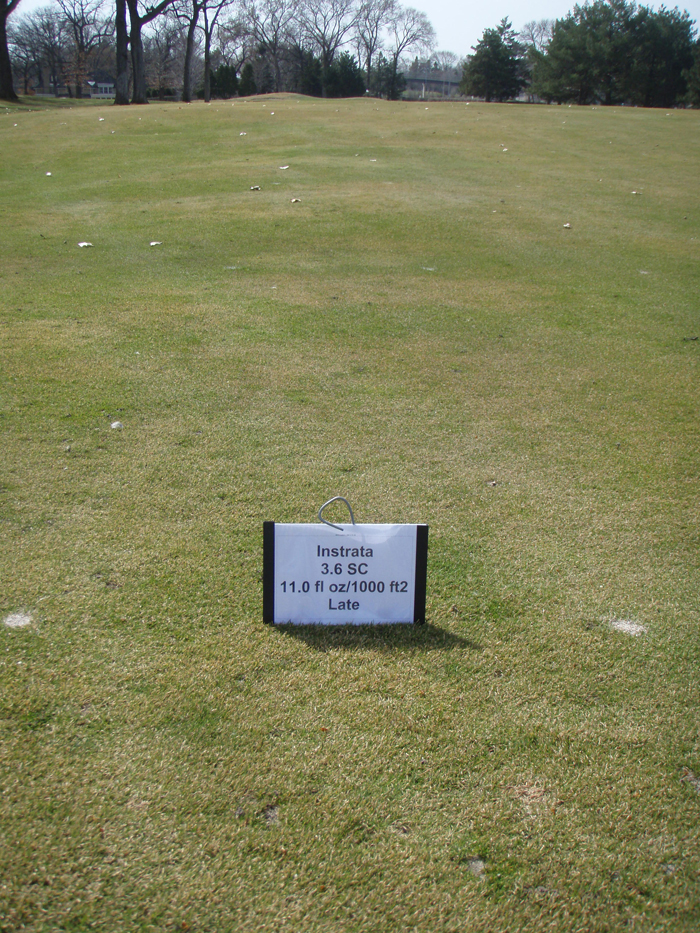 Instrata
3.6 SC
11.0 fl oz/1000 ft2
Late